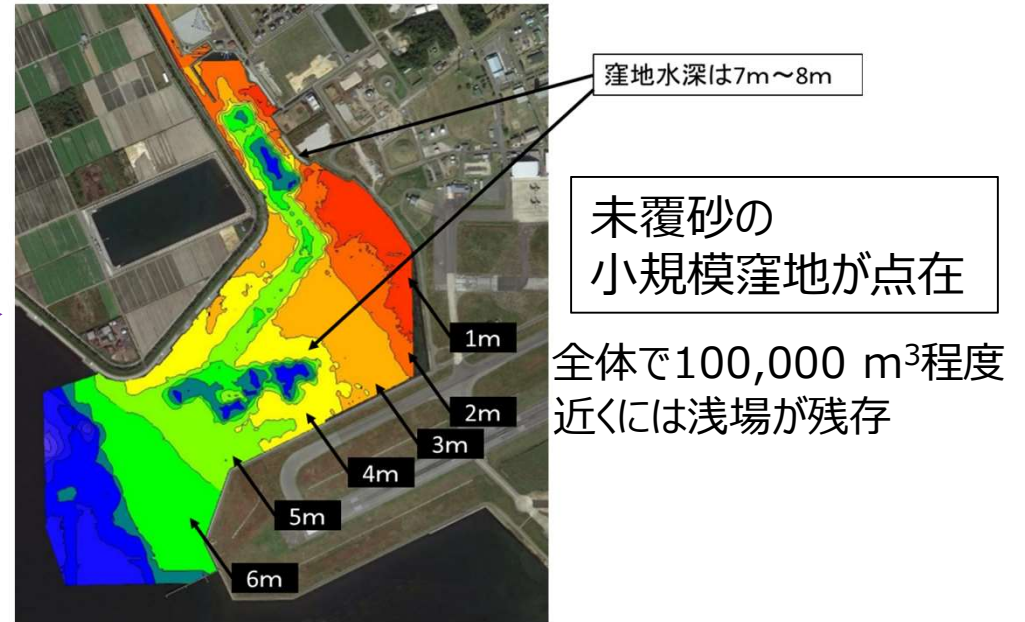 窪地水深は7m～8m
未覆砂の
小規模窪地が点在
全体で100,000 m³程度
近くには浅場が残存
1m
2m
3m
4m
5m
6m